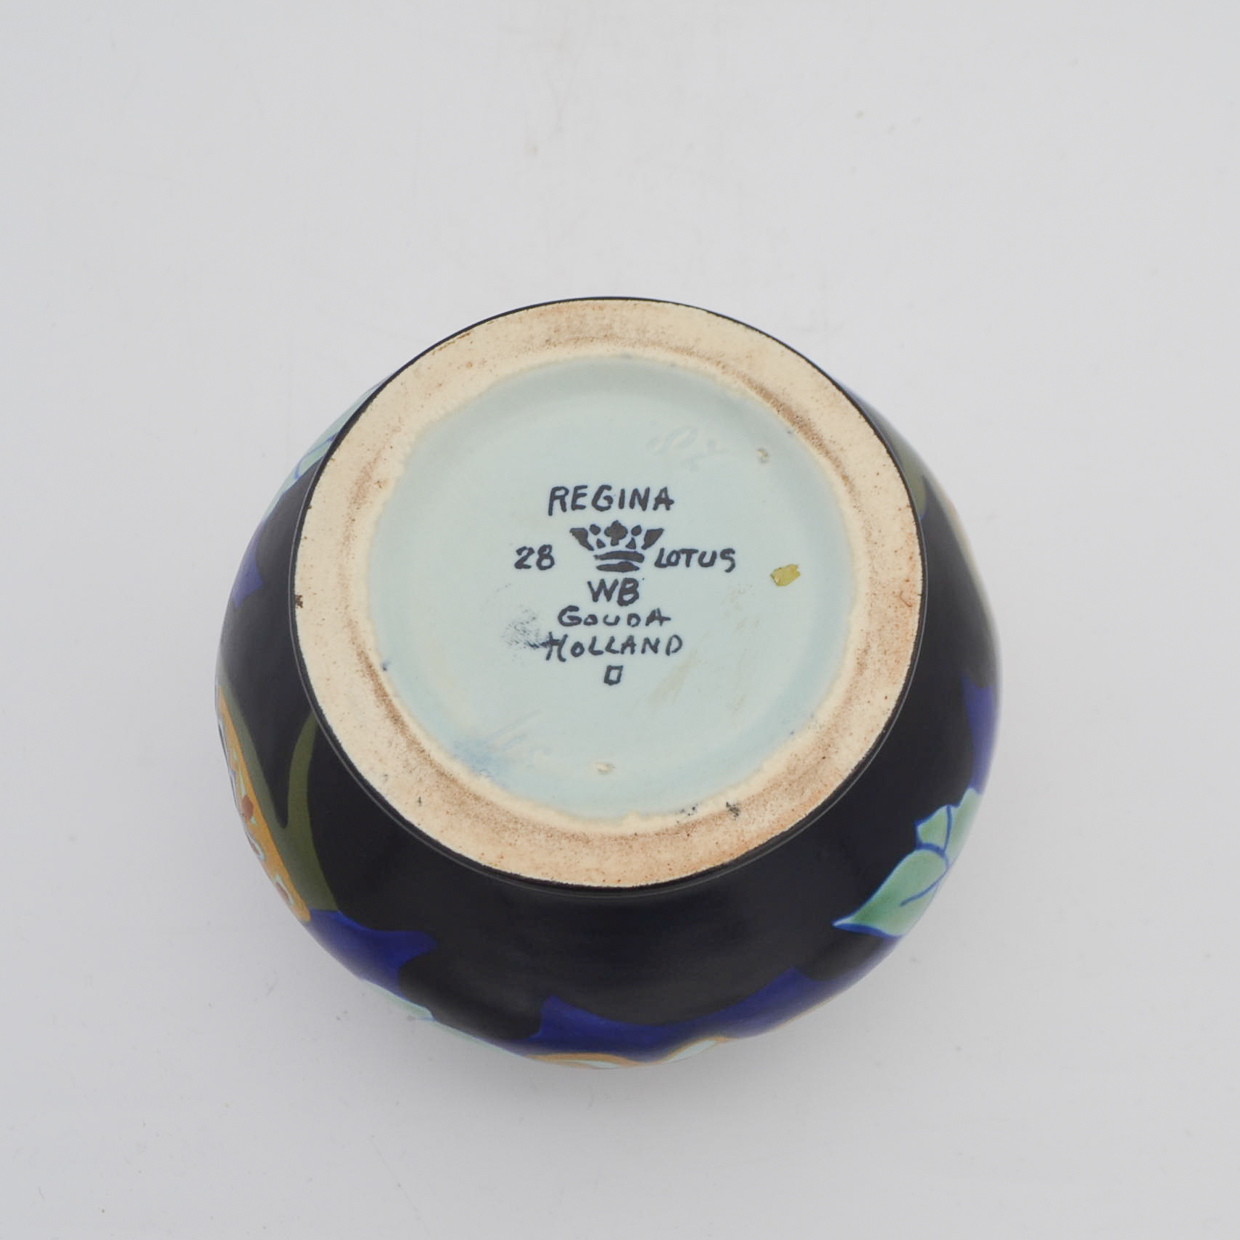 REGINA
28 LOTUS
WB
GOUDA
HOLLAND